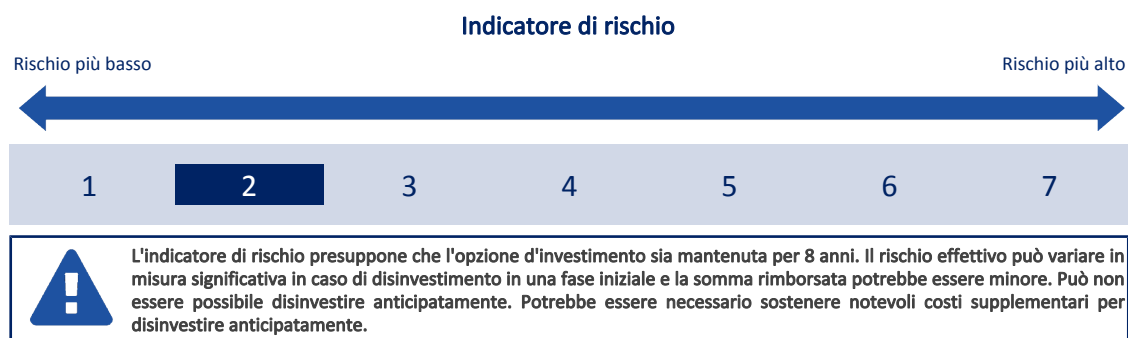 Indicatore di rischio
Rischio più basso
Rischio più alto
1 2 3 4 5 6 7
L'indicatore di rischio presuppone che l'opzione d'investimento sia mantenuta per 8 anni. Il rischio effettivo può variare in
misura significativa in caso di disinvestimento in una fase iniziale e la somma rimborsata potrebbe essere minore. Può non
essere possibile disinvestire anticipatamente. Potrebbe essere necessario sostenere notevoli costi supplementari per
disinvestire anticipatamente.